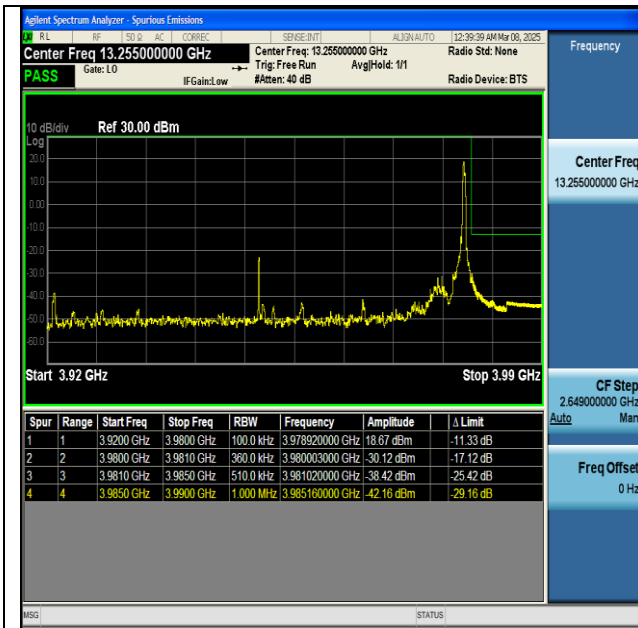 Agilent Spectrum Analyzer - Spurious Emissions
RL RF 50 Ω AC CORREC SENSE:INT ALIGN AUTO 12:39:39 AM Mar 08, 2025
Center Freq 13.255000000 GHz
Center Freq: 13.255000000 GHz
Radio Std: None
Trig: Free Run Avg|Hold: 1/1
PASS
Gate: LO
IFGain:Low
#Atten: 40 dB
Radio Device: BTS
10 dB/div Ref 30.00 dBm
Log
20.0
10.0
0.00
-10.0
-20.0
-30.0
-40.0
-50.0
-60.0
Start 3.92 GHz Stop 3.99 GHz
Spur Range Start Freq Stop Freq RBW Frequency Amplitude Δ Limit
1 1 3.9200 GHz 3.9800 GHz 100.0 kHz 3.978920000 GHz 18.67 dBm -11.33 dB
2 2 3.9800 GHz 3.9810 GHz 360.0 kHz 3.980003000 GHz -30.12 dBm -17.12 dB
3 3 3.9810 GHz 3.9850 GHz 510.0 kHz 3.981020000 GHz -38.42 dBm -25.42 dB
4 4 3.9850 GHz 3.9900 GHz 1.000 MHz 3.985160000 GHz -42.16 dBm -29.16 dB
MSG STATUS
Frequency
Center Freq
13.255000000 GHz
CF Step
2.649000000 GHz
Auto Man
Freq Offset
0 Hz